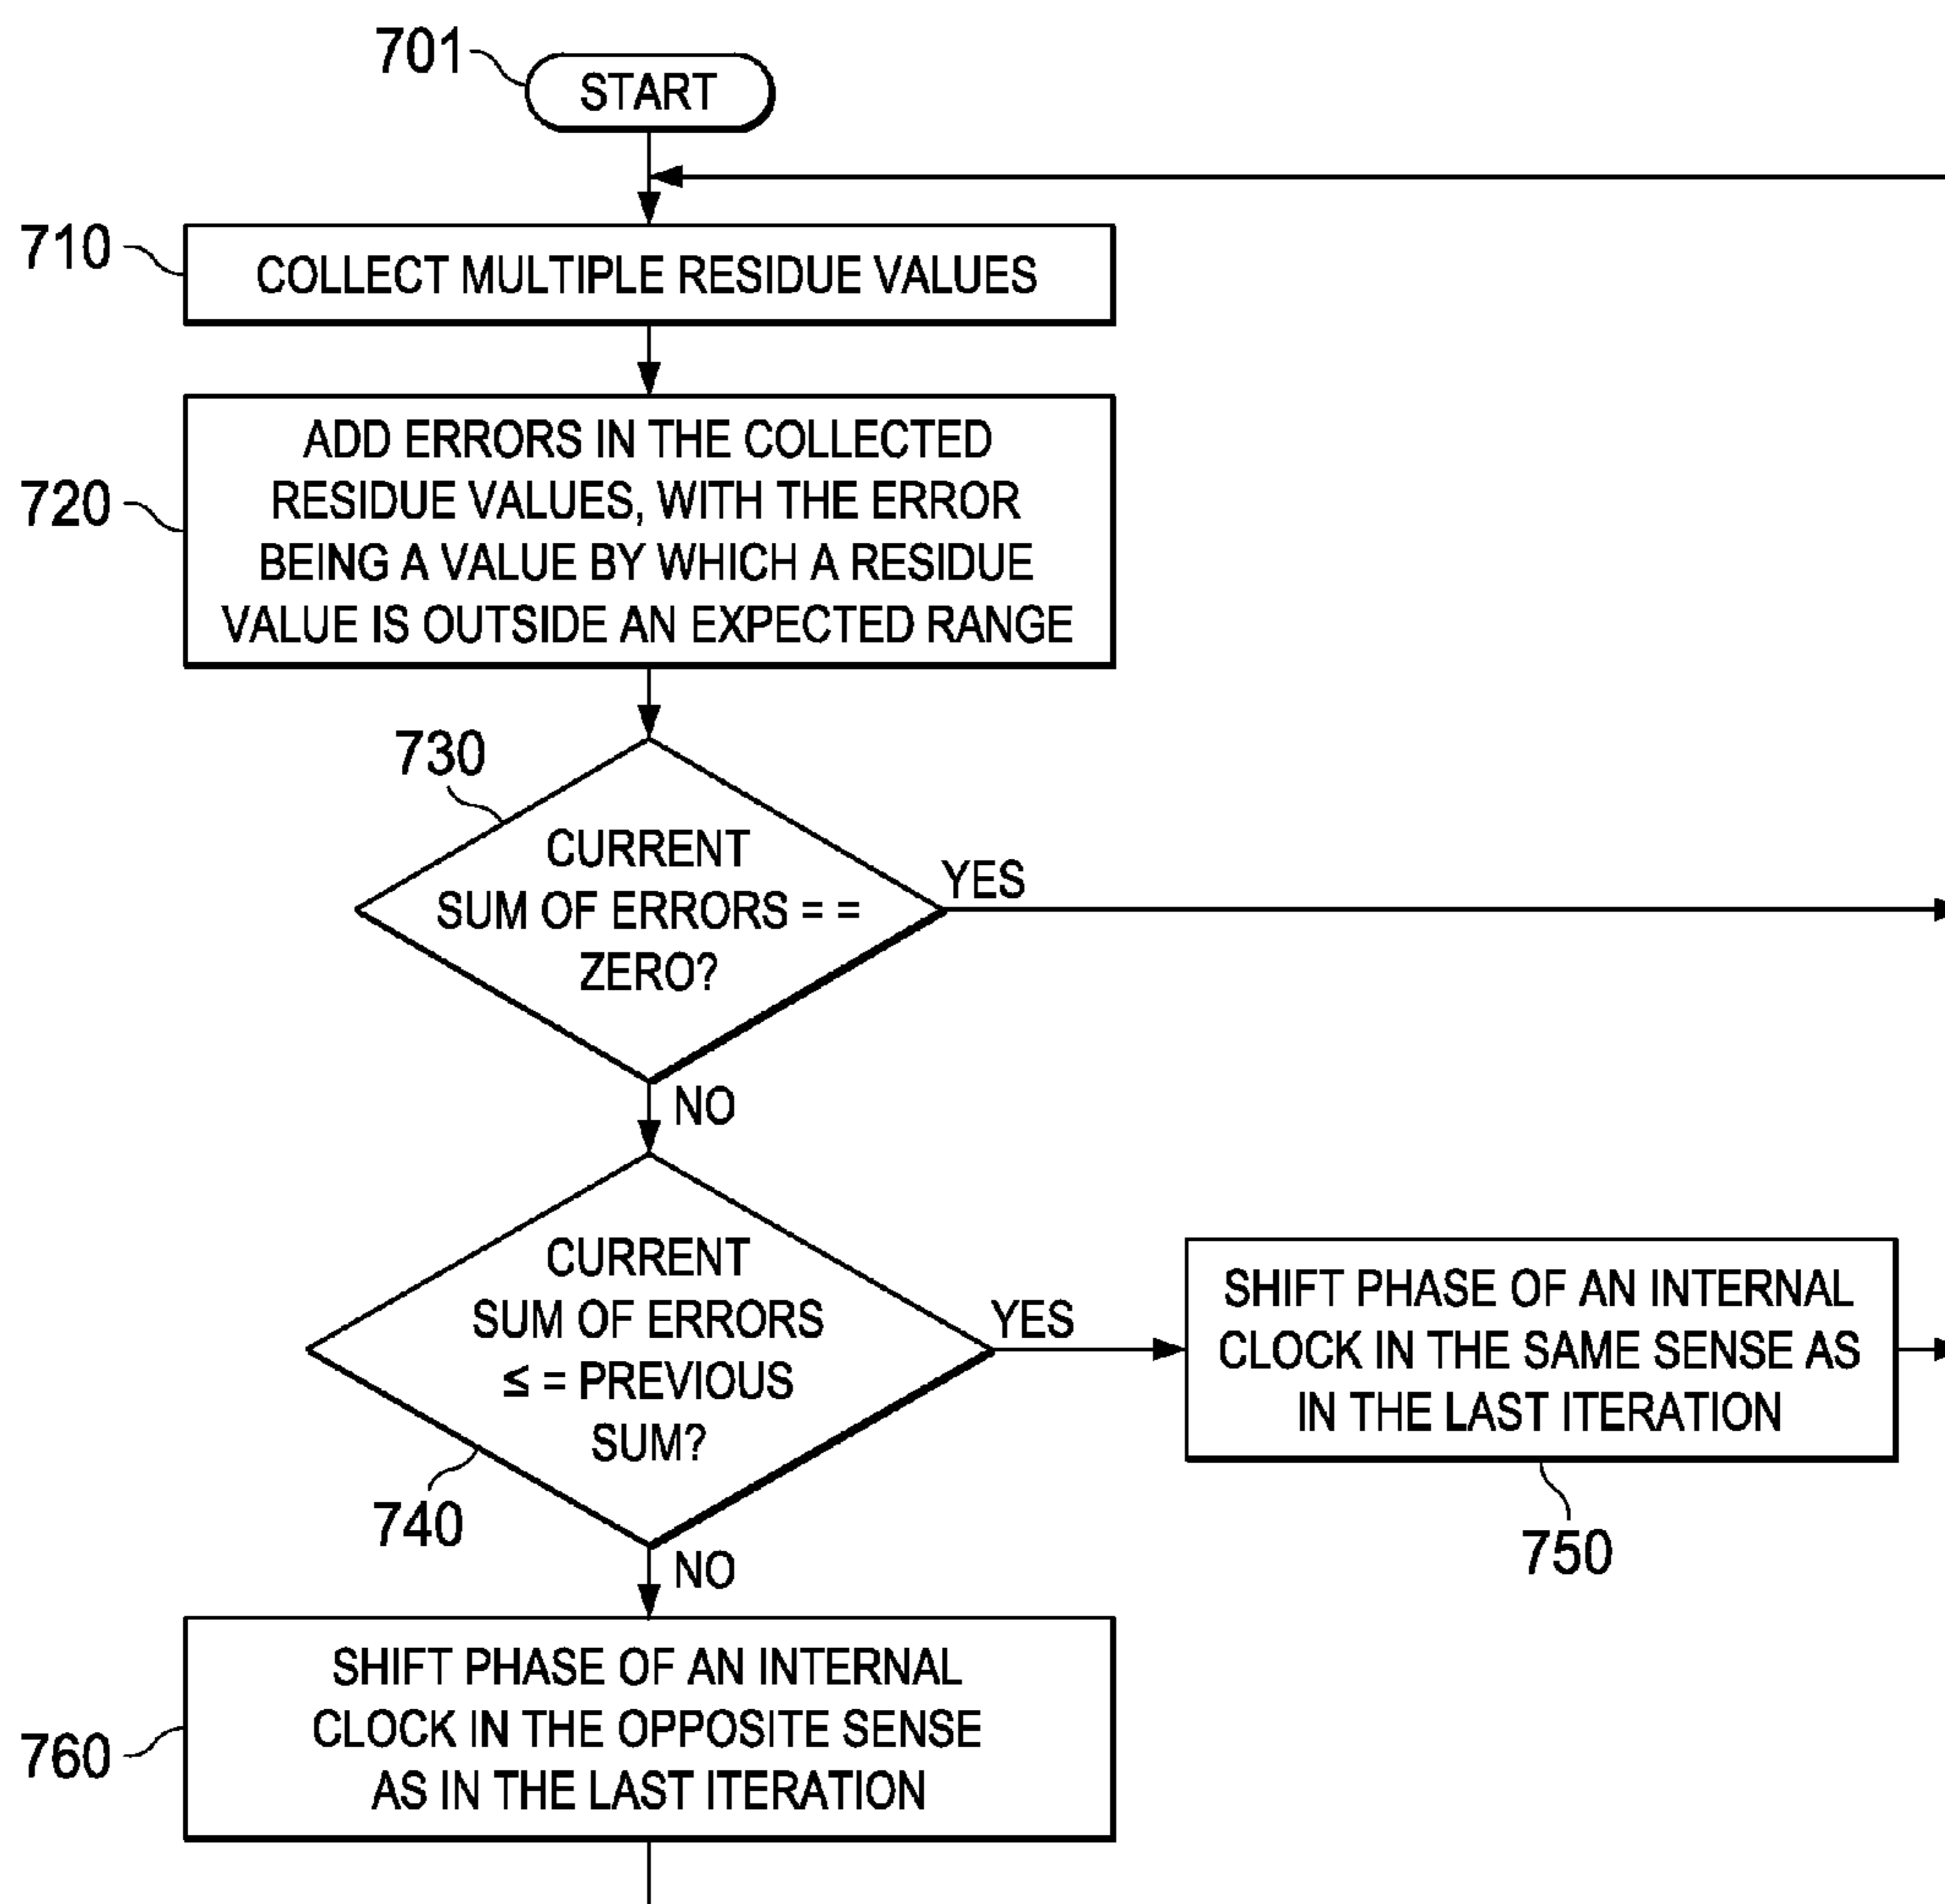 701
START
710
COLLECT MULTIPLE RESIDUE VALUES
720
ADD ERRORS IN THE COLLECTED
RESIDUE VALUES, WITH THE ERROR
BEING A VALUE BY WHICH A RESIDUE
VALUE IS OUTSIDE AN EXPECTED RANGE
730
CURRENT
SUM OF ERRORS = =
ZERO?
YES
NO
CURRENT
SUM OF ERRORS
≤ = PREVIOUS
SUM?
740
YES
SHIFT PHASE OF AN INTERNAL
CLOCK IN THE SAME SENSE AS
IN THE LAST ITERATION
750
NO
760
SHIFT PHASE OF AN INTERNAL
CLOCK IN THE OPPOSITE SENSE
AS IN THE LAST ITERATION